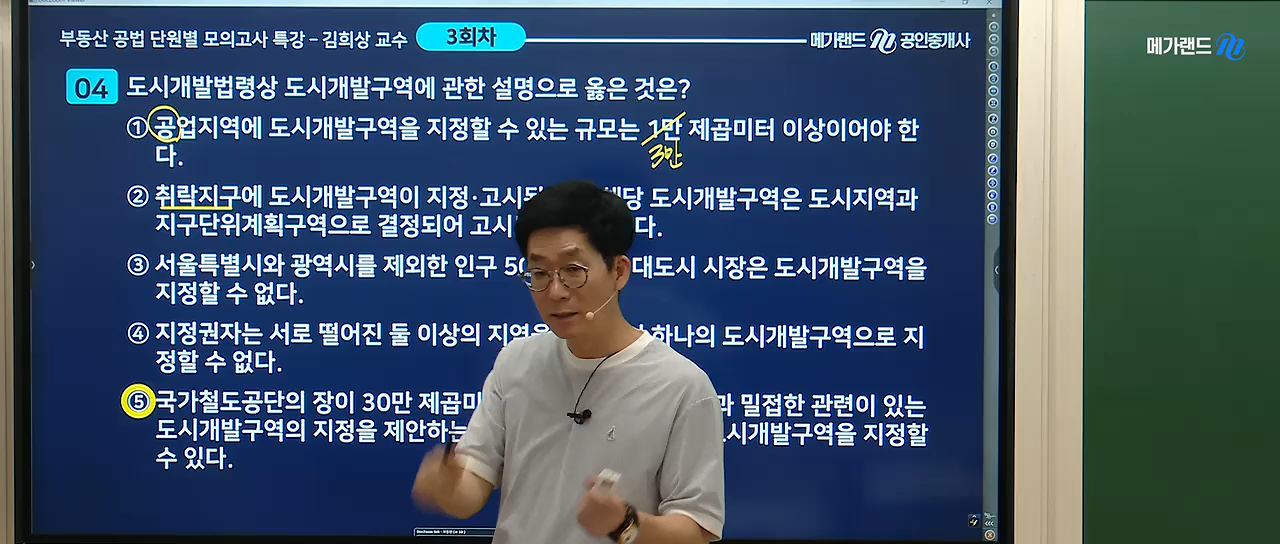 부동산 공법 단원별 모의고사 특강 – 김희상 교수
3회차
메가랜드 공인중개사
메가랜드
04 도시개발법령상 도시개발구역에 관한 설명으로 옳은 것은?
① 공업지역에 도시개발구역을 지정할 수 있는 규모는 1만 제곱미터 이상이어야 한
다.
3만
② 취락지구에 도시개발구역이 지정·고시된 해당 도시개발구역은 도시지역과
지구단위계획구역으로 결정되어 고시 다.
③ 서울특별시와 광역시를 제외한 인구 50 대도시 시장은 도시개발구역을
지정할 수 없다.
④ 지정권자는 서로 떨어진 둘 이상의 지역을 하나의 도시개발구역으로 지
정할 수 없다.
⑤ 국가철도공단의 장이 30만 제곱미 밀접한 관련이 있는
도시개발구역의 지정을 제안하는 도시개발구역을 지정할
수 있다.